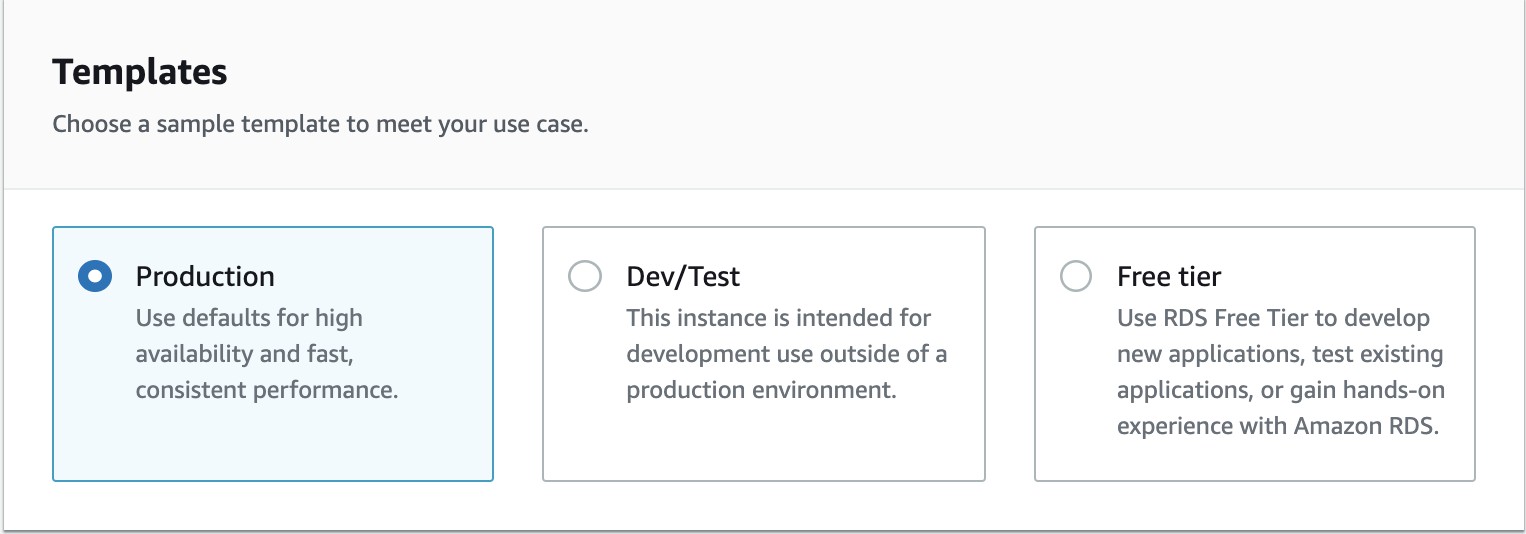 Templates
Choose a sample template to meet your use case.
Production
Use defaults for high
availability and fast,
consistent performance.
Dev/Test
This instance is intended for
development use outside of a
production environment.
Free tier
Use RDS Free Tier to develop
new applications, test existing
applications, or gain hands-on
experience with Amazon RDS.